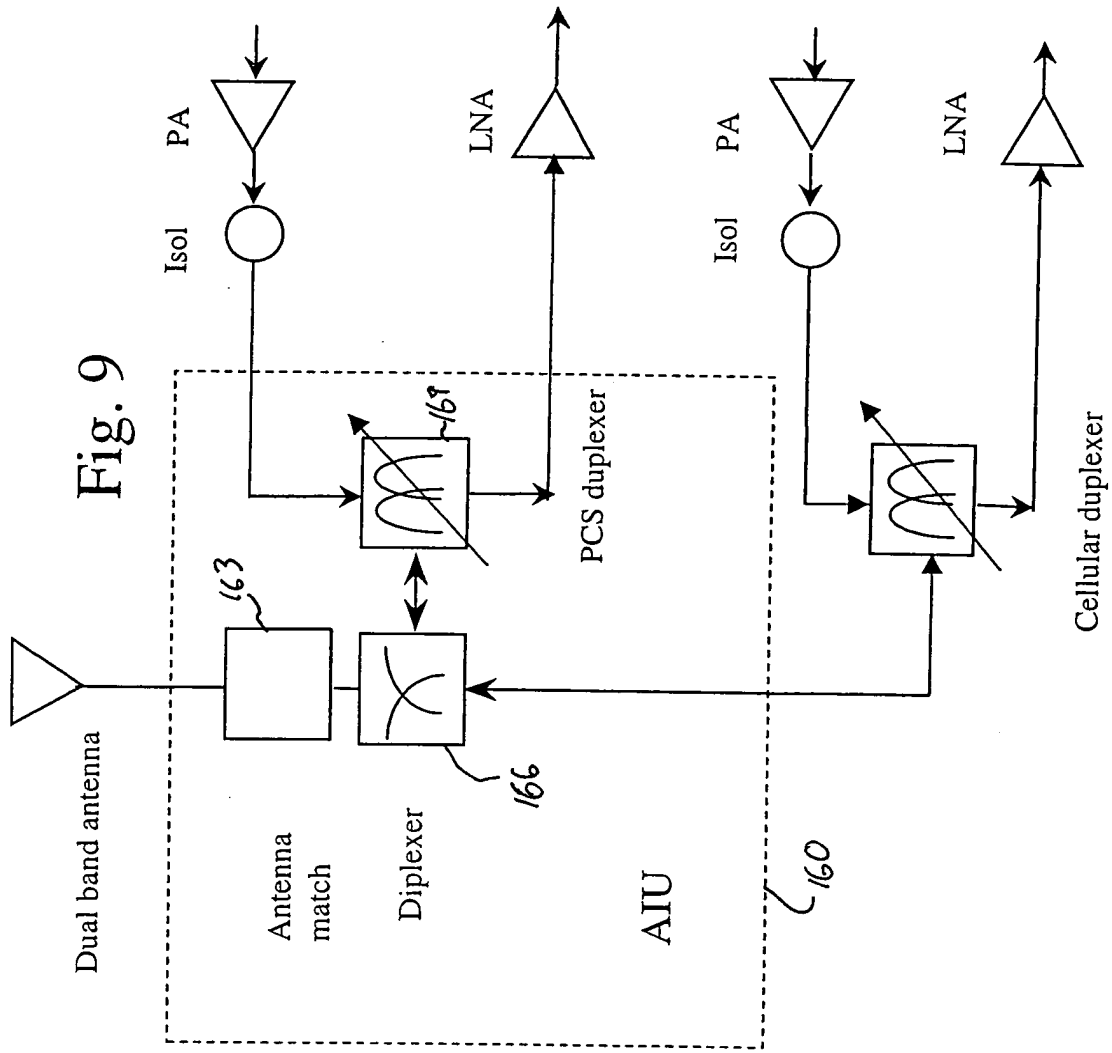 Fig. 9
Dual band antenna
Antenna
match
163
Diplexer
166
AIU
160
169
PCS duplexer
Isol
PA
LNA
Cellular duplexer
Isol
PA
LNA